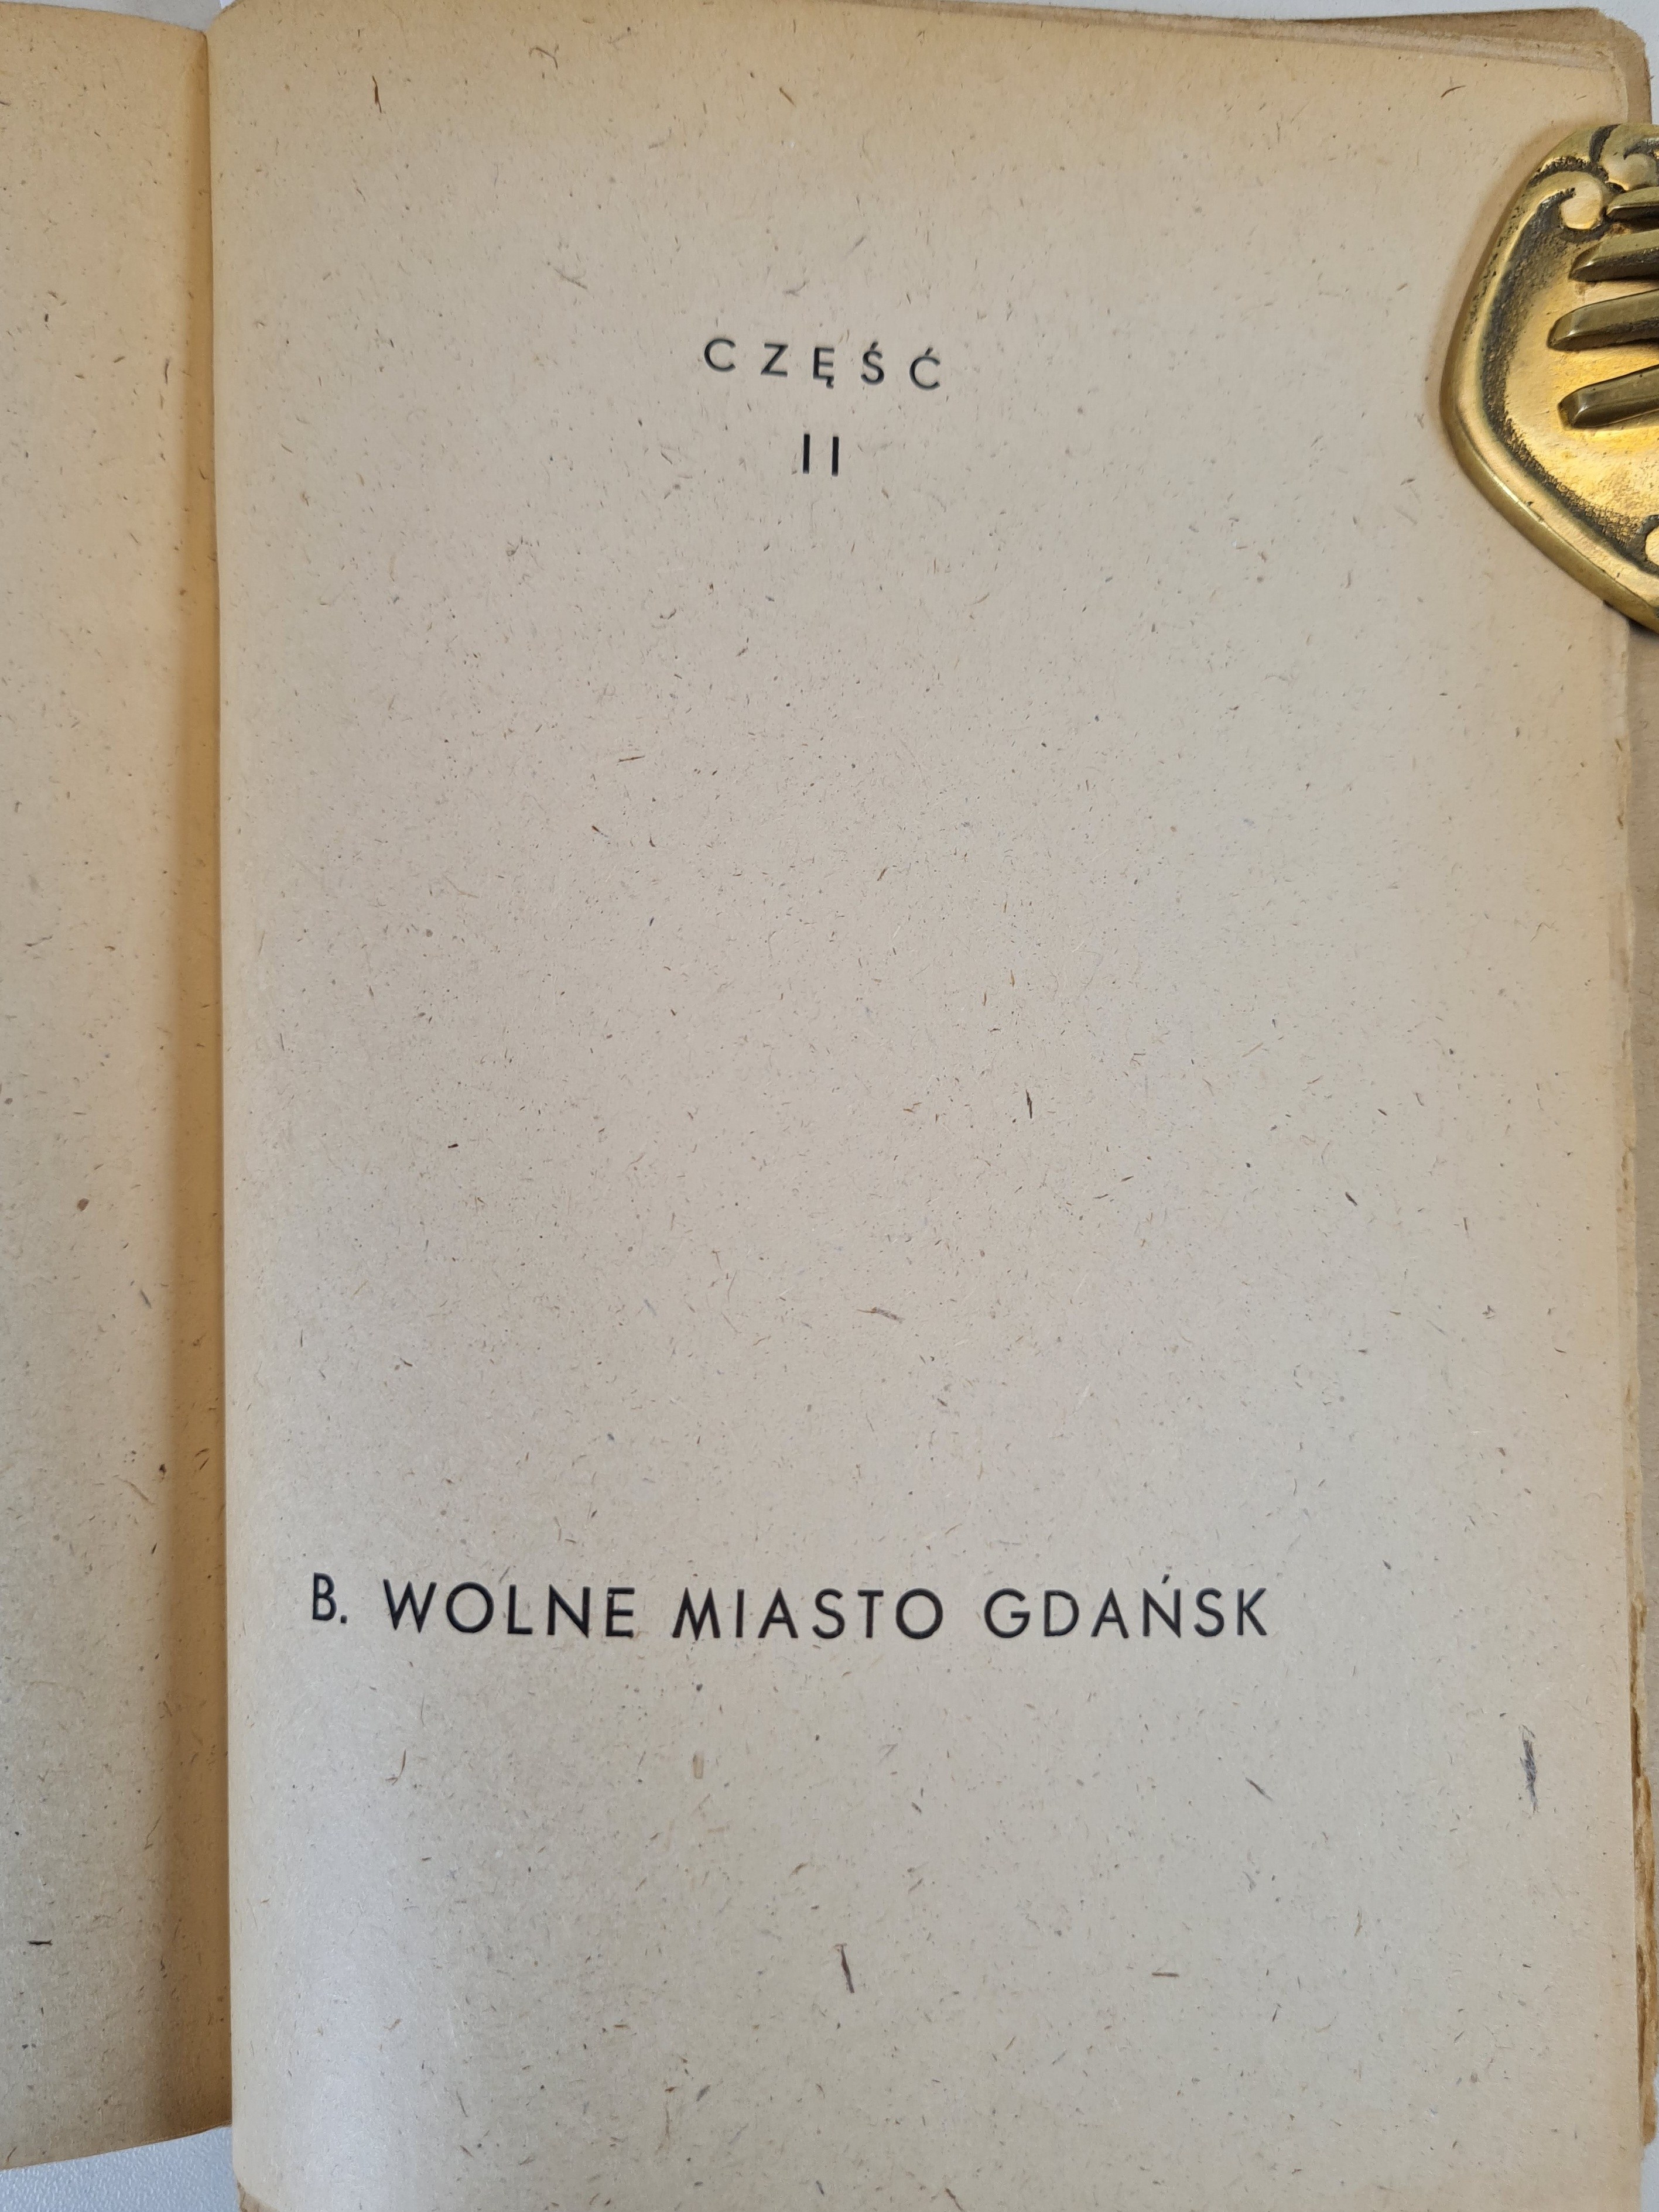 CZĘŚĆ
II
B. WOLNE MIASTO GDAŃSK